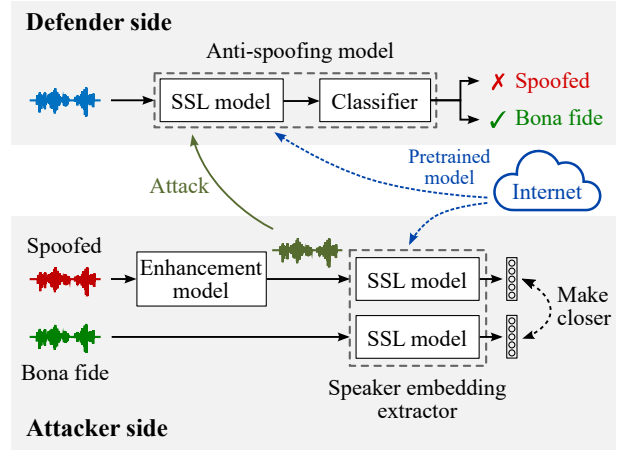 Defender side
Anti-spoofing model
SSL model
Classifier
✗ Spoofed
✓ Bona fide
Attack
Pretrained
model
Internet
Spoofed
Enhancement
model
SSL model
Make
closer
SSL model
Bona fide
Speaker embedding
extractor
Attacker side